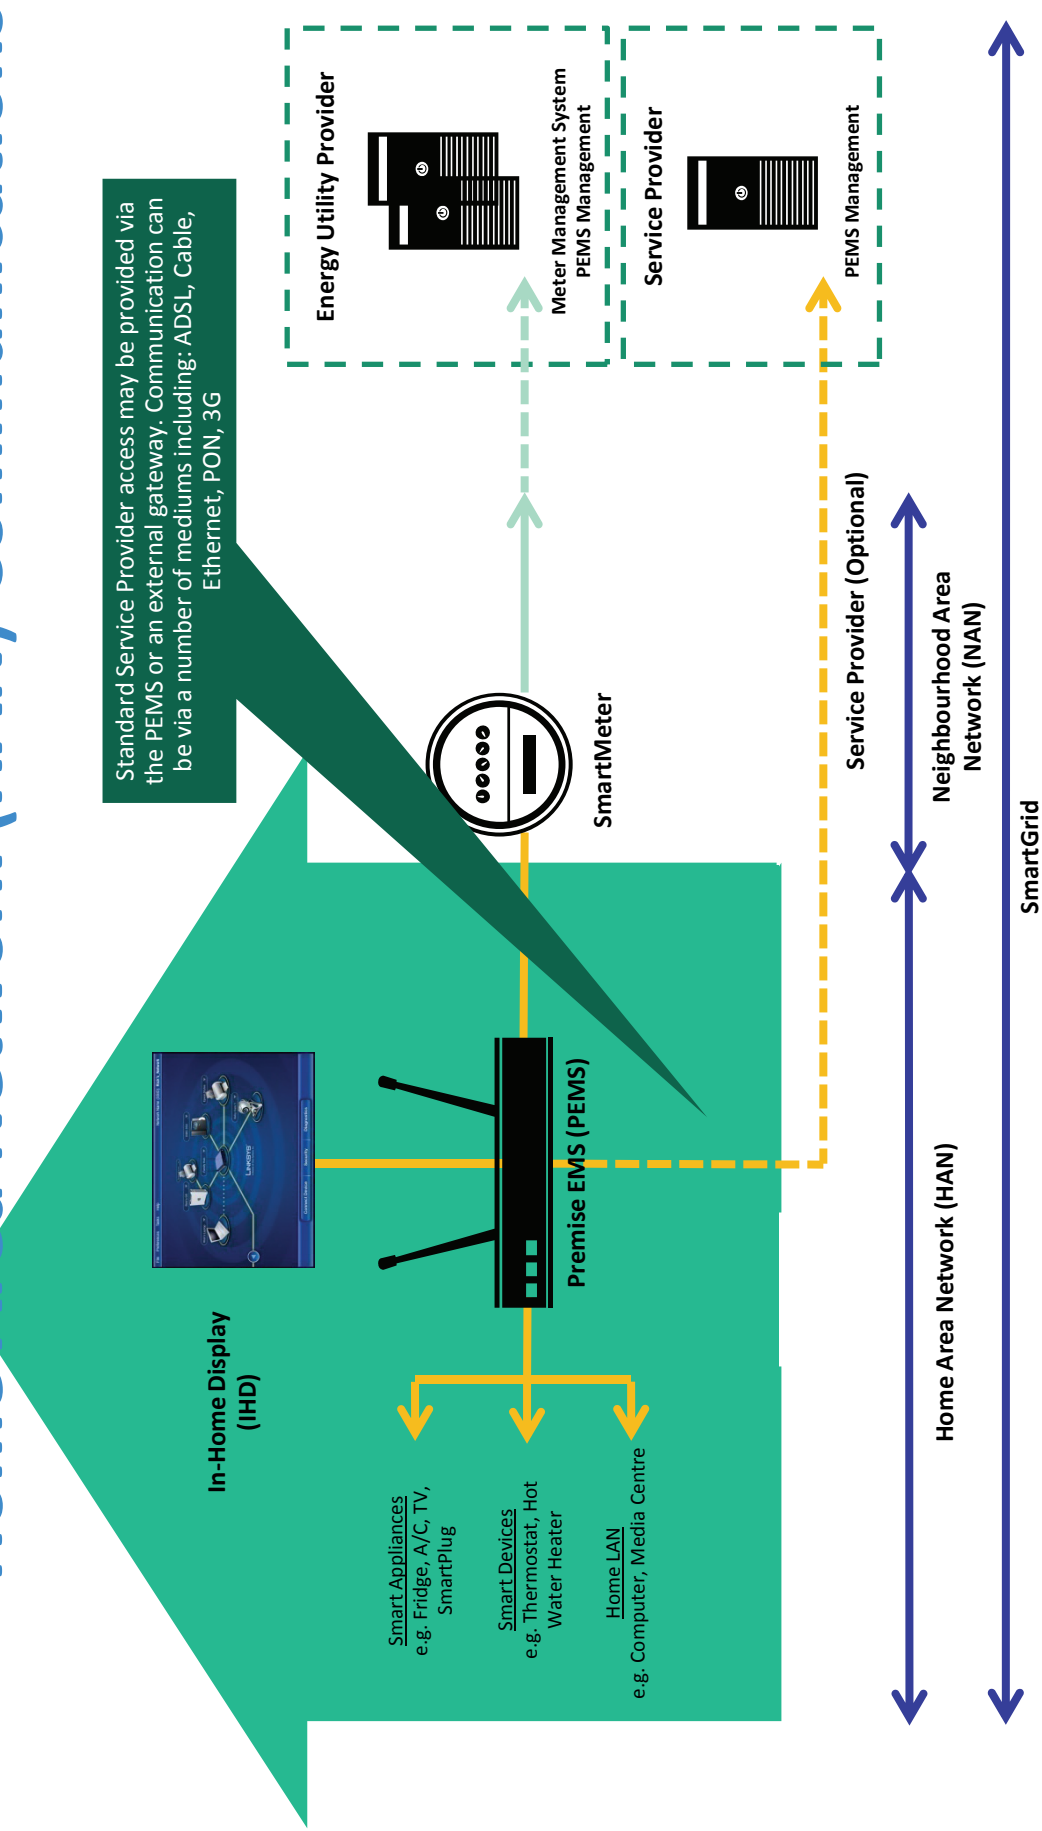 Standard Service Provider access may be provided via
the PEMS or an external gateway. Communication can
be via a number of mediums including: ADSL, Cable,
Ethernet, PON, 3G
Energy Utility Provider
Meter Management System
PEMS Management
Service Provider
PEMS Management
In-Home Display
(IHD)
LINKSYS
SmartMeter
Premise EMS (PEMS)
Smart Appliances
e.g. Fridge, A/C, TV,
SmartPlug
Smart Devices
e.g. Thermostat, Hot
Water Heater
Home LAN
e.g. Computer, Media Centre
Service Provider (Optional)
Home Area Network (HAN)
Neighbourhood Area
Network (NAN)
SmartGrid